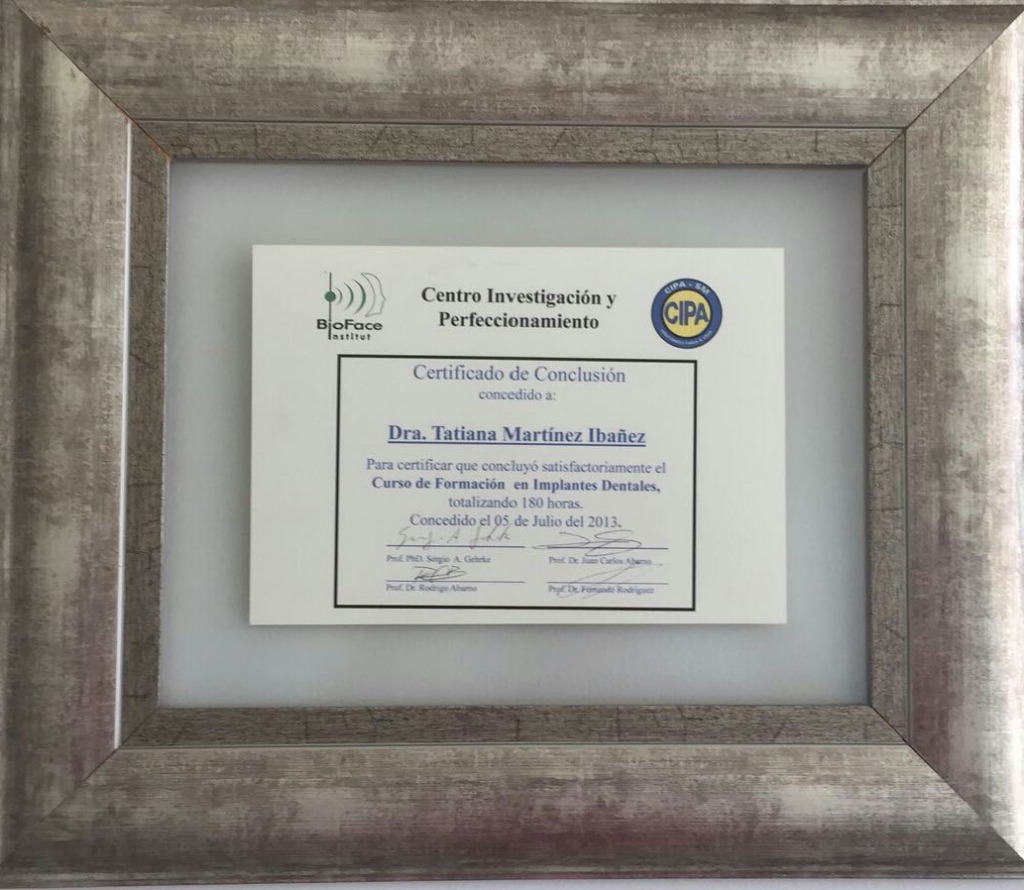 BioFace
Institut
Centro Investigación y
Perfeccionamiento
CIPA - SM
CIPA
Certificado de Conclusión
concedido a:
Dra. Tatiana Martínez Ibañez
Para certificar que concluyó satisfactoriamente el
Curso de Formación en Implantes Dentales,
totalizando 180 horas.
Concedido el 05 de Julio del 2013.
Prof. PhD. Sergio A. Gehrke
Prof. Dr. Juan Carlos Abarno
Prof. Dr. Rodrigo Abarno
Prof. Dr. Fernando Rodriguez